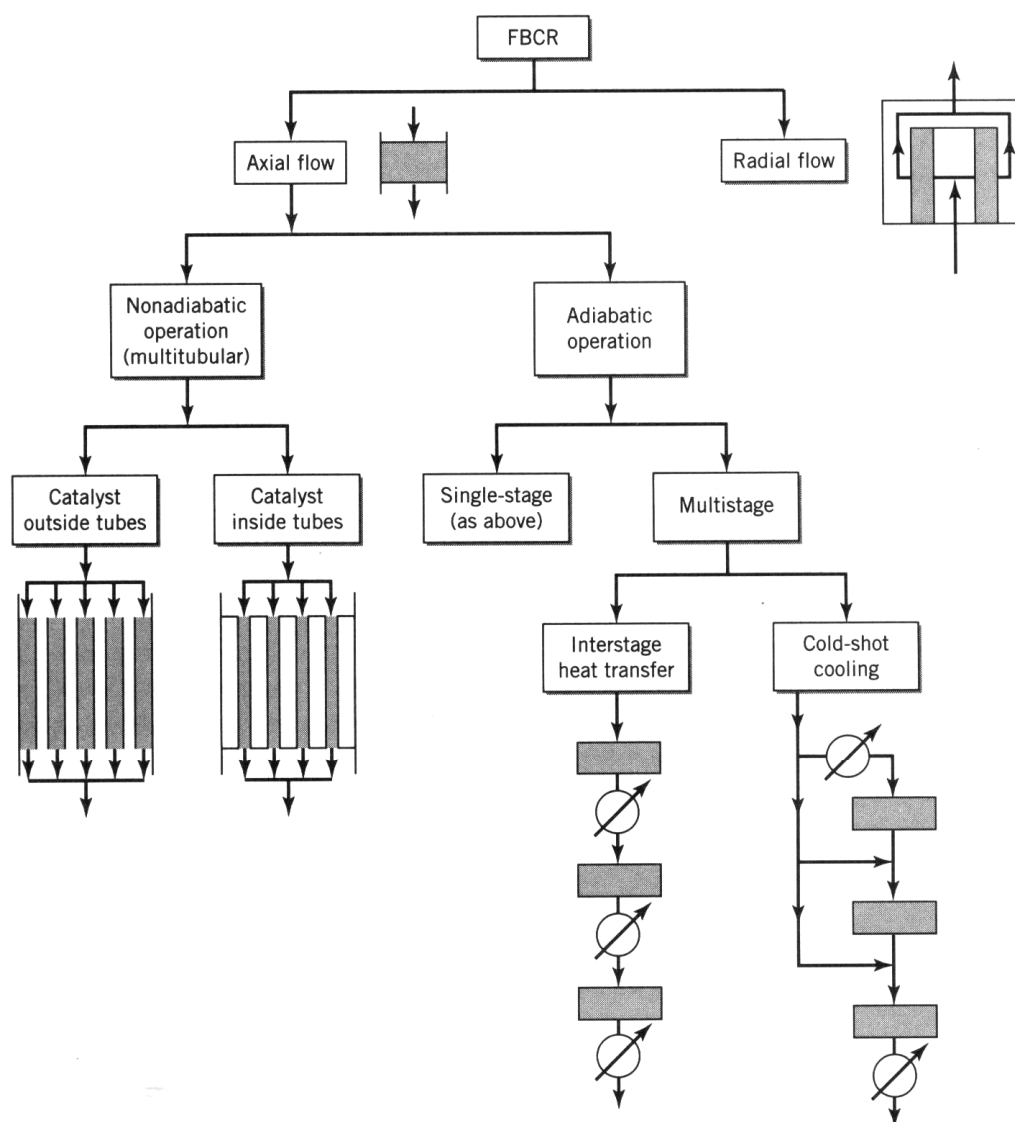 FBCR
Axial flow
Radial flow
Nonadiabatic
operation
(multitubular)
Adiabatic
operation
Catalyst
outside tubes
Catalyst
inside tubes
Single-stage
(as above)
Multistage
Interstage
heat transfer
Cold-shot
cooling